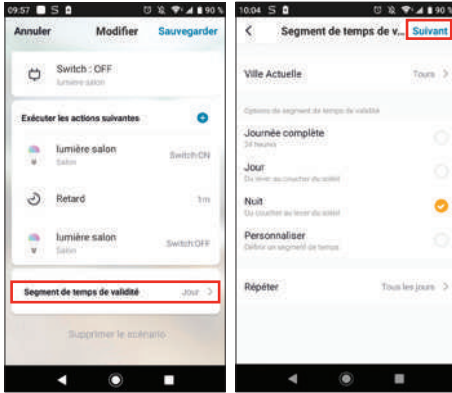 09:57 S 90 %
Annuler Modifier Sauvegarder
Switch : OFF
lumière salon
Exécuter les actions suivantes
lumière salon
Salon
Switch:ON
Retard
1m
lumière salon
Salon
Switch:OFF
Segment de temps de validité Jour
Supprimer le scénario
10:04 S 90 %
Segment de temps de v... Suivant
Ville Actuelle Tours
Options de segment de temps de validité
Journée complète
24 heures
Jour
Du lever au coucher du soleil
Nuit
Du coucher au lever du soleil
Personnaliser
Définir un segment de temps
Répéter Tous les jours